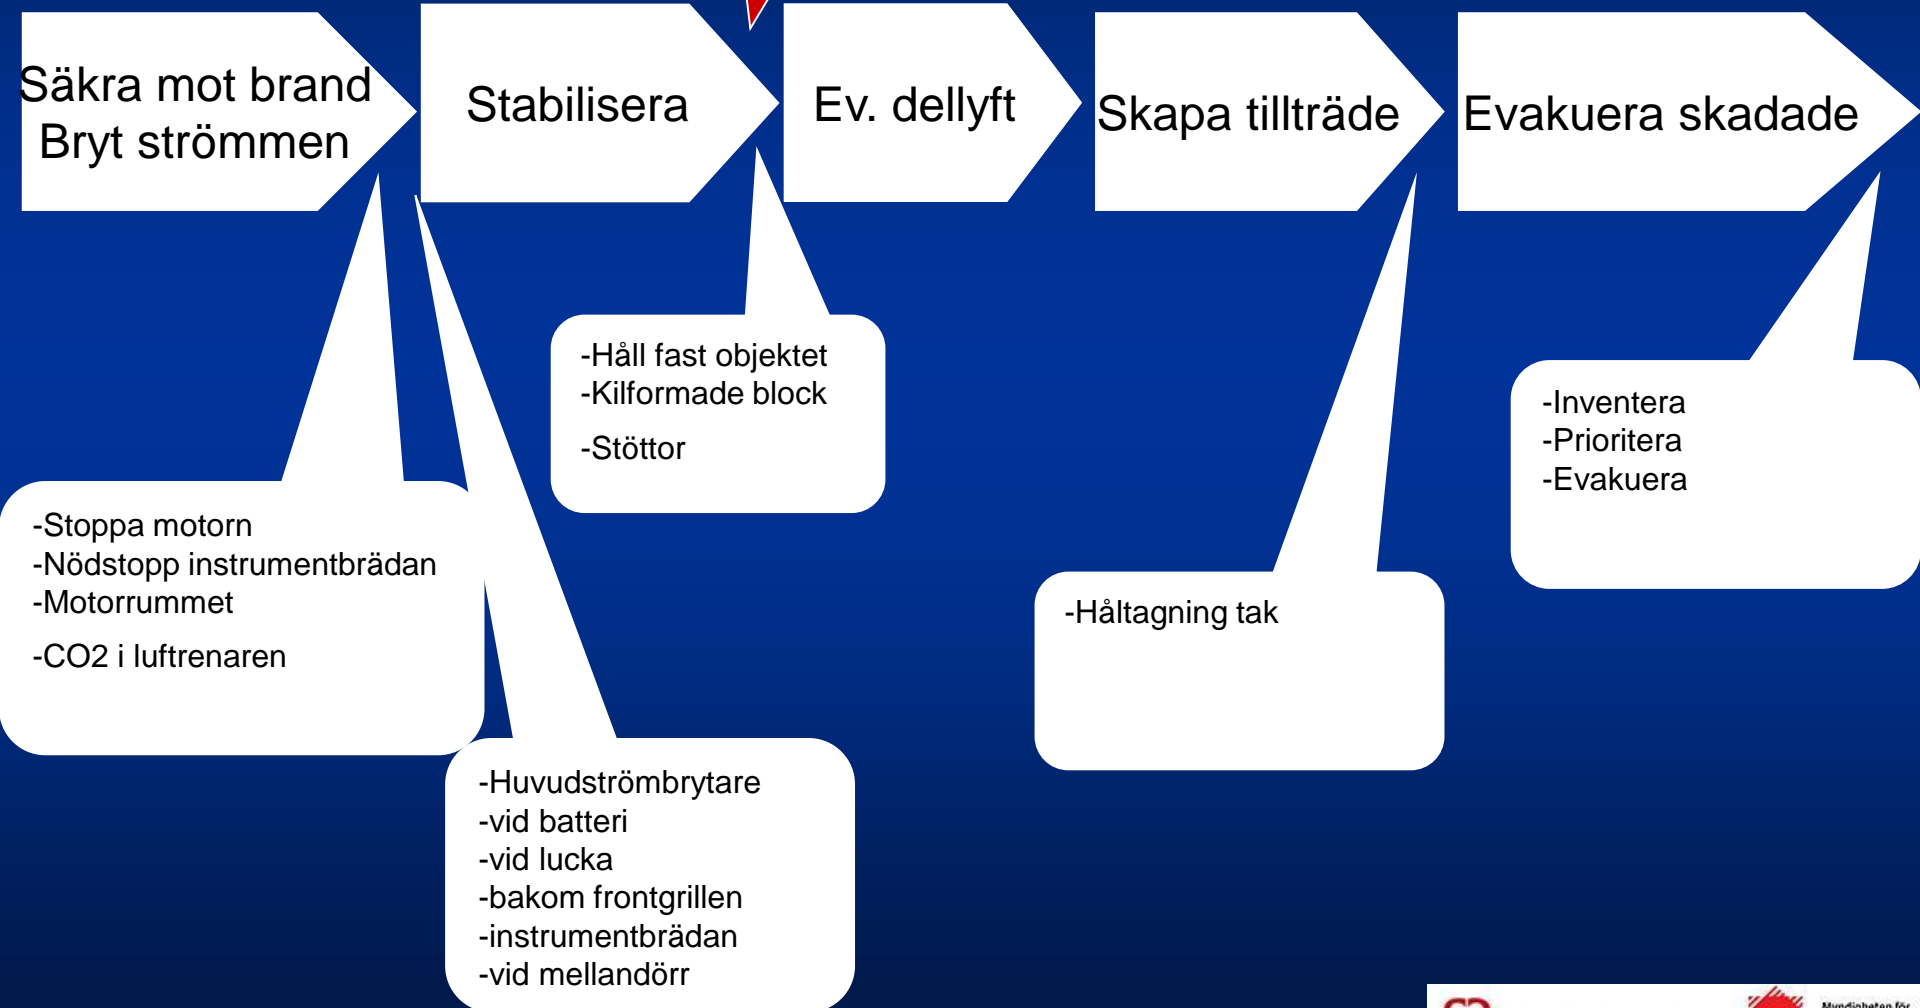 Säkra mot brand
Bryt strömmen
Stabilisera
Ev. dellyft
Skapa tillträde
Evakuera skadade
-Håll fast objektet
-Kilformade block
-Stöttor
-Inventera
-Prioritera
-Evakuera
-Stoppa motorn
-Nödstopp instrumentbrädan
-Motorrummet
-CO2 i luftrenaren
-Håltagning tak
-Huvudströmbrytare
-vid batteri
-vid lucka
-bakom frontgrillen
-instrumentbrädan
-vid mellandörr
Myndigheten för